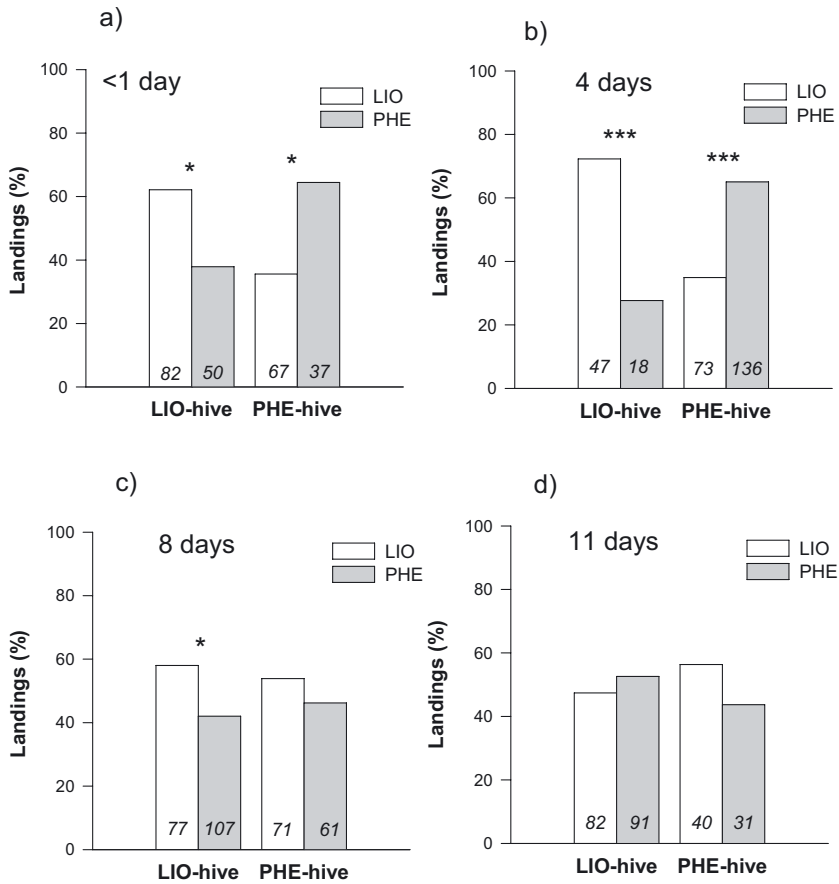 a)
<1 day
LIO
PHE
Landings (%)
100
80
60
40
20
0
*
*
82 50 67 37
LIO-hive PHE-hive
b)
4 days
LIO
PHE
Landings (%)
100
80
60
40
20
0
***
***
47 18 73 136
LIO-hive PHE-hive
c)
8 days
LIO
PHE
Landings (%)
100
80
60
40
20
0
*
77 107 71 61
LIO-hive PHE-hive
d)
11 days
LIO
PHE
Landings (%)
100
80
60
40
20
0
82 91 40 31
LIO-hive PHE-hive